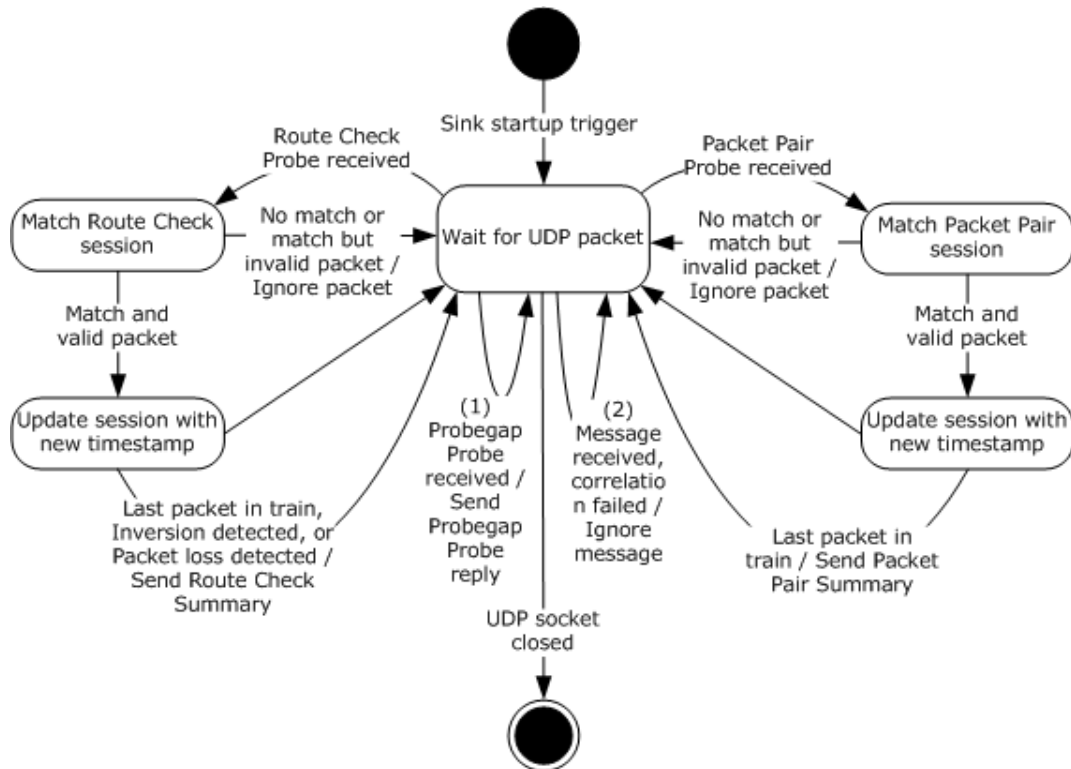 Sink startup trigger
Route Check
Probe received
Packet Pair
Probe received
Match Route Check
session
No match or
match but
invalid packet /
Ignore packet
Wait for UDP packet
No match or
match but
invalid packet /
Ignore packet
Match Packet Pair
session
Match and
valid packet
Match and
valid packet
Update session with
new timestamp
(1)
Probegap
Probe
received /
Send
Probegap
Probe
reply
(2)
Message
received,
correlatio
n failed /
Ignore
message
Update session with
new timestamp
Last packet in train,
Inversion detected, or
Packet loss detected /
Send Route Check
Summary
Last packet in
train / Send Packet
Pair Summary
UDP socket
closed